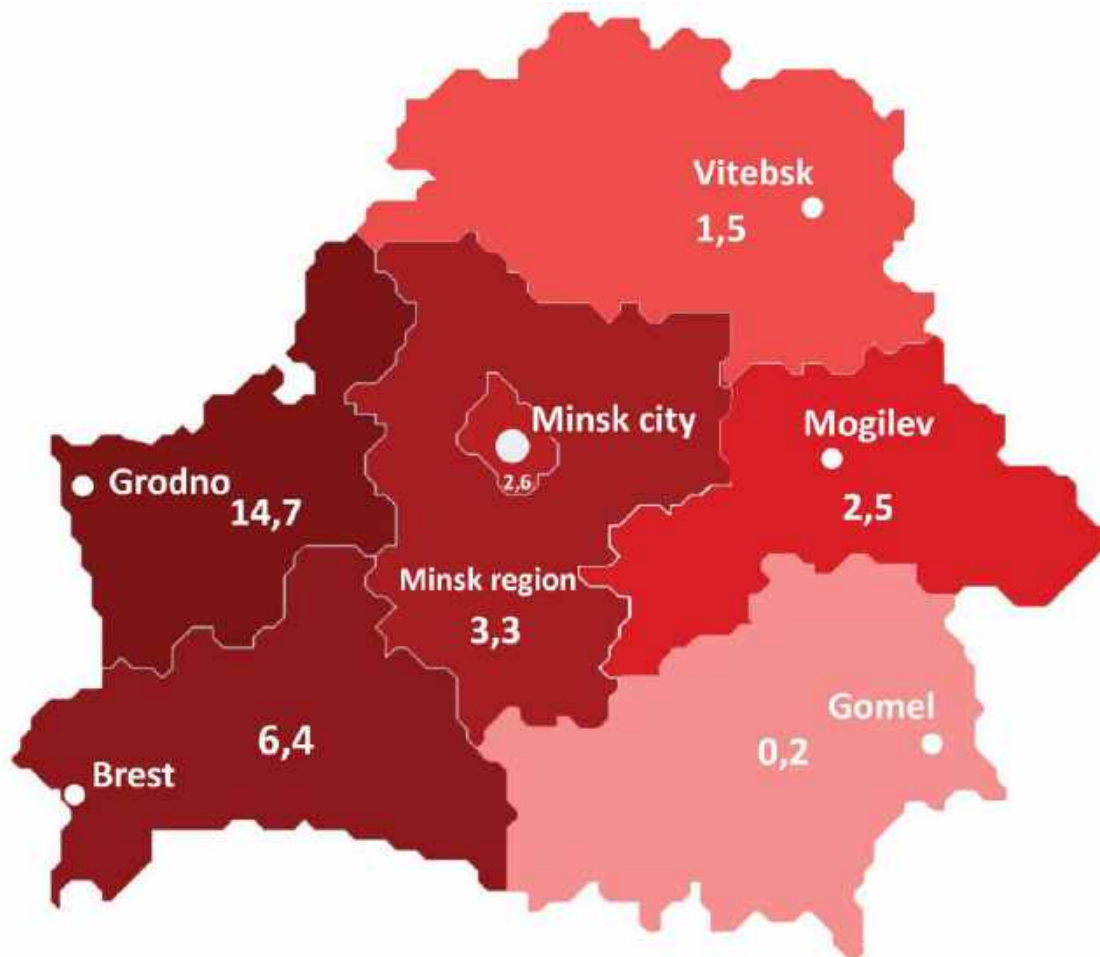 Vitebsk
1,5
Minsk city
2,6
Mogilev
2,5
Grodno
14,7
Minsk region
3,3
Gomel
0,2
6,4
Brest